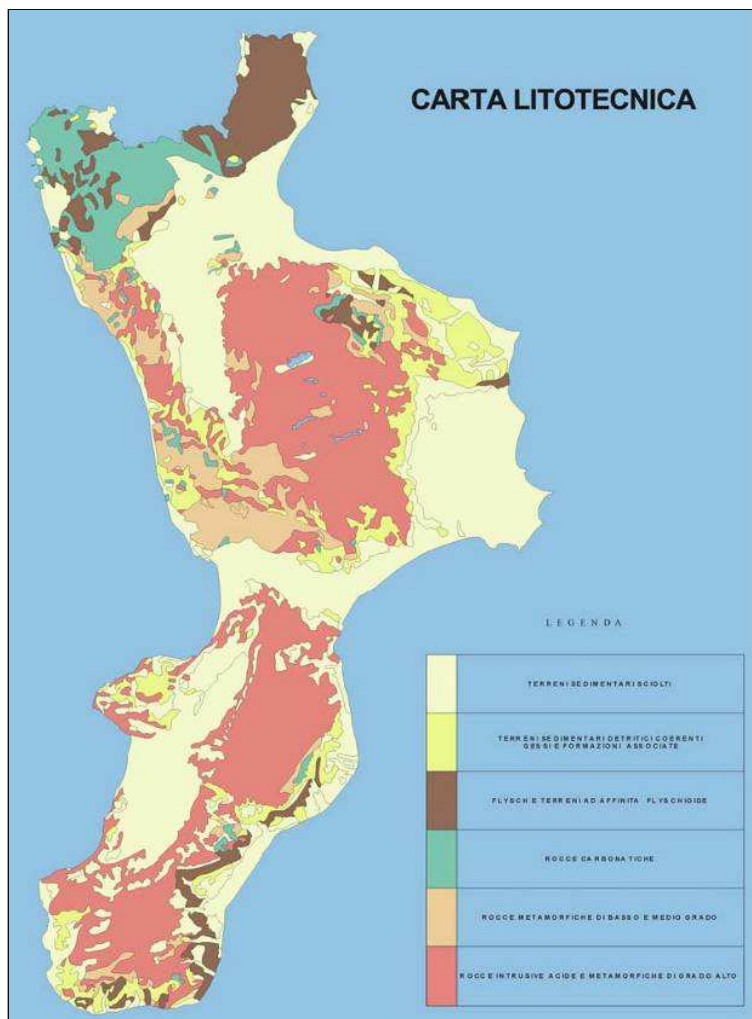 CARTA LITOTECNICA
LEGENDA
TERRENI SEDIMENTARI SCIOLTI
TERRENI SEDIMENTARI DETRITICI COERENTI
GESSI E FORMAZIONI ASSOCIATE
FLYSCH E TERRENI AD AFFINITA FLYSCHIGIDE
ROCCE CARBONATICHE
ROCCE METAMORFICHE DI BASSO E MEDIO GRADO
ROCCE INTRUSIVE ACIDE E METAMORFICHE DI GRADO ALTO